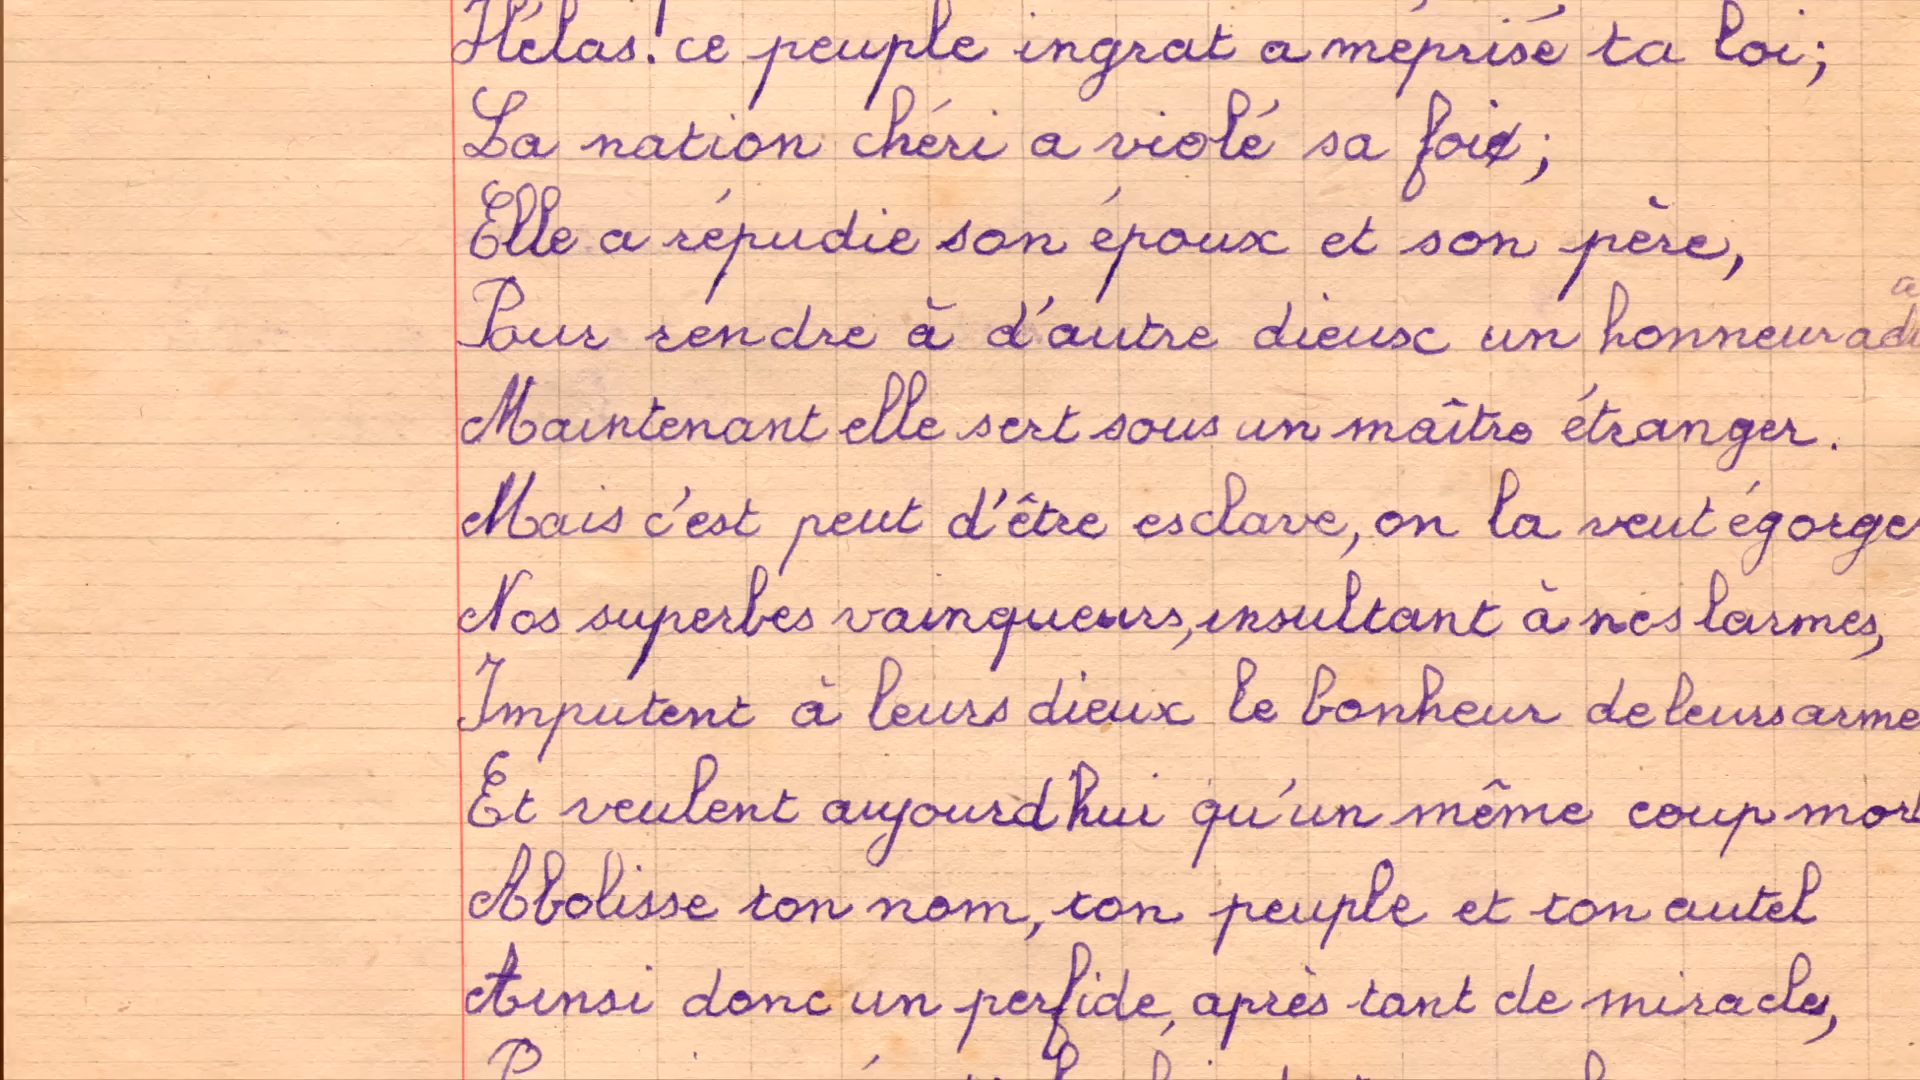 Hélas! ce peuple ingrat a méprisé ta loi;
La nation chéri a violé sa foi;
Elle a répudie son époux et son père,
Pour rendre à d'autre dieux un honneur
Maintenant elle sert sous un maître étranger.
Mais c'est peut d'être esclave, on la veut égorger
Nos superbes vainqueurs, insultant à nos larmes,
Imputent à leurs dieux le bonheur de leurs arme
Et veulent aujourd'hui qu'un même coup mort
Abolisse ton nom, ton peuple et ton autel
Ainsi donc un perfide, après tant de miracles,